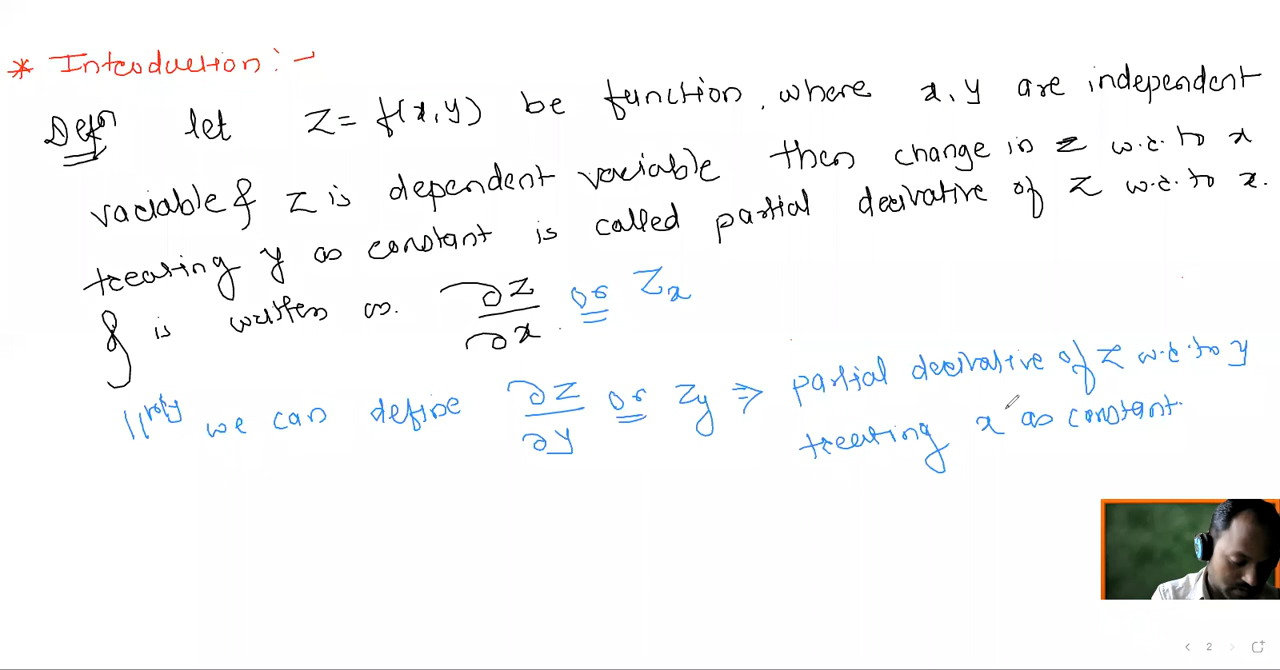 * Introduction :-
Defn let Z = f(x,y) be function, where x, y are independent
variable & Z is dependent variable then change in Z w.r.to x
treating y as constant is called partial derivative of Z w.r.to x.
& is written as. ∂Z/∂x or Zx
||rly we can define ∂Z/∂y or Zy ⇒ partial derivative of Z w.r.to y
treating x as constant.
2